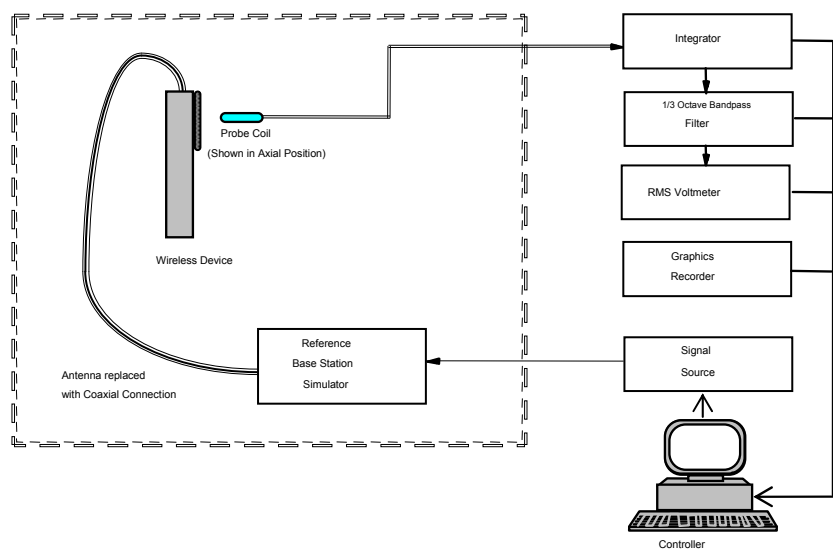 Integrator
1/3 Octave Bandpass
Filter
RMS Voltmeter
Graphics
Recorder
Signal
Source
Controller
Probe Coil
(Shown in Axial Position)
Wireless Device
Reference
Base Station
Simulator
Antenna replaced
with Coaxial Connection